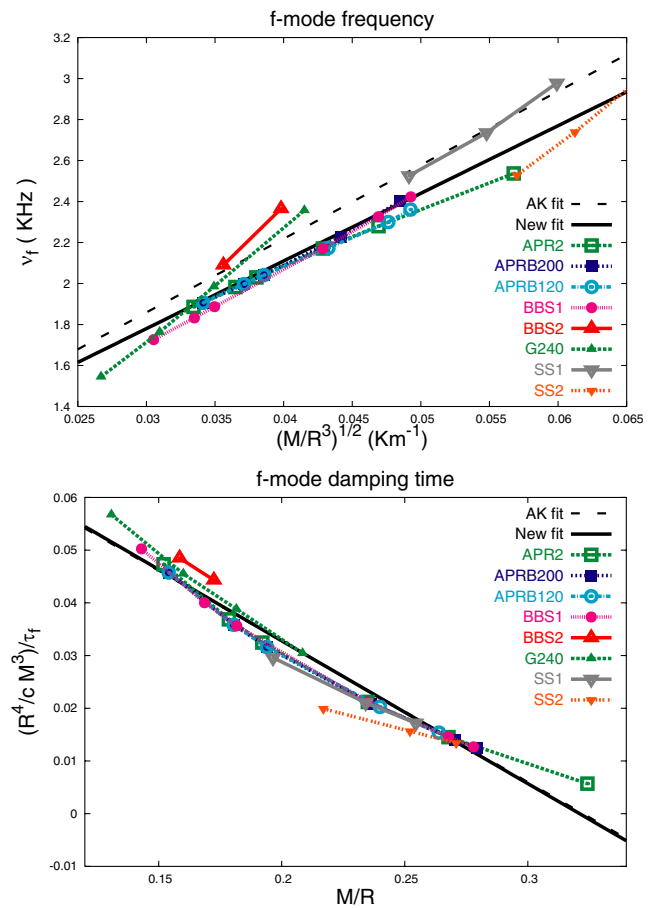 f-mode frequency
ν_f ( KHz )
3.2
3
2.8
2.6
2.4
2.2
2
1.8
1.6
1.4
AK fit
New fit
APR2
APRB200
APRB120
BBS1
BBS2
G240
SS1
SS2
0.025 0.03 0.035 0.04 0.045 0.05 0.055 0.06 0.065
(M/R³)^1/2 (Km⁻¹)
f-mode damping time
(R⁴/c M³)/τ_f
0.06
0.05
0.04
0.03
0.02
0.01
0
-0.01
AK fit
New fit
APR2
APRB200
APRB120
BBS1
BBS2
G240
SS1
SS2
0.15 0.2 0.25 0.3
M/R